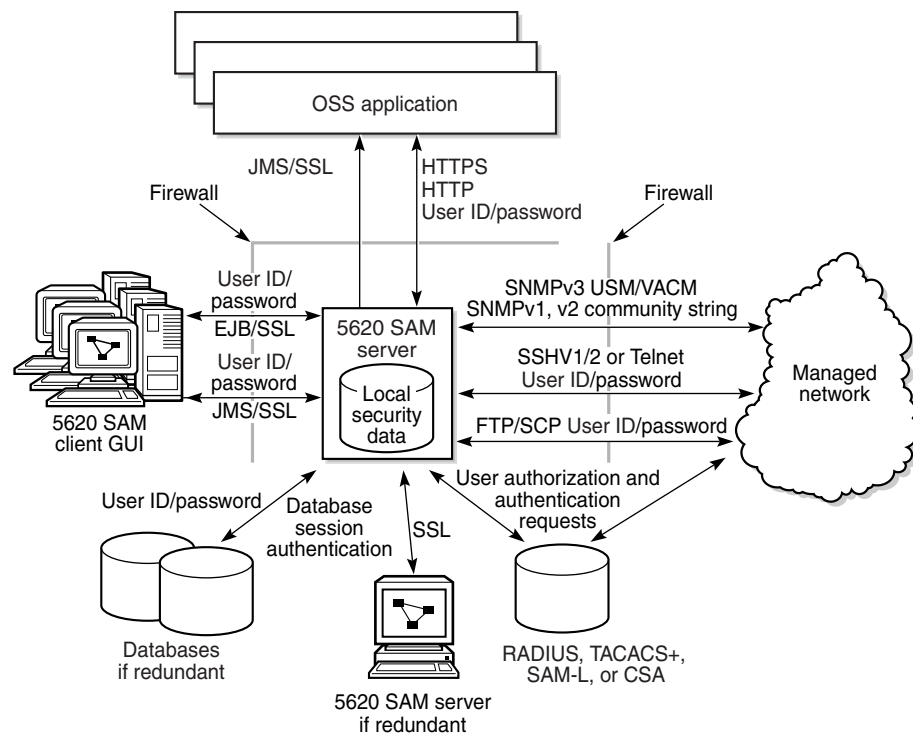 OSS application
JMS/SSL
HTTPS
HTTP
User ID/password
Firewall
Firewall
User ID/
password
EJB/SSL
User ID/
password
JMS/SSL
5620 SAM
client GUI
5620 SAM
server
Local
security
data
SNMPv3 USM/VACM
SNMPv1, v2 community string
SSHV1/2 or Telnet
User ID/password
FTP/SCP User ID/password
Managed
network
User ID/password
Database
session
authentication
SSL
User authorization and
authentication
requests
Databases
if redundant
5620 SAM server
if redundant
RADIUS, TACACS+,
SAM-L, or CSA